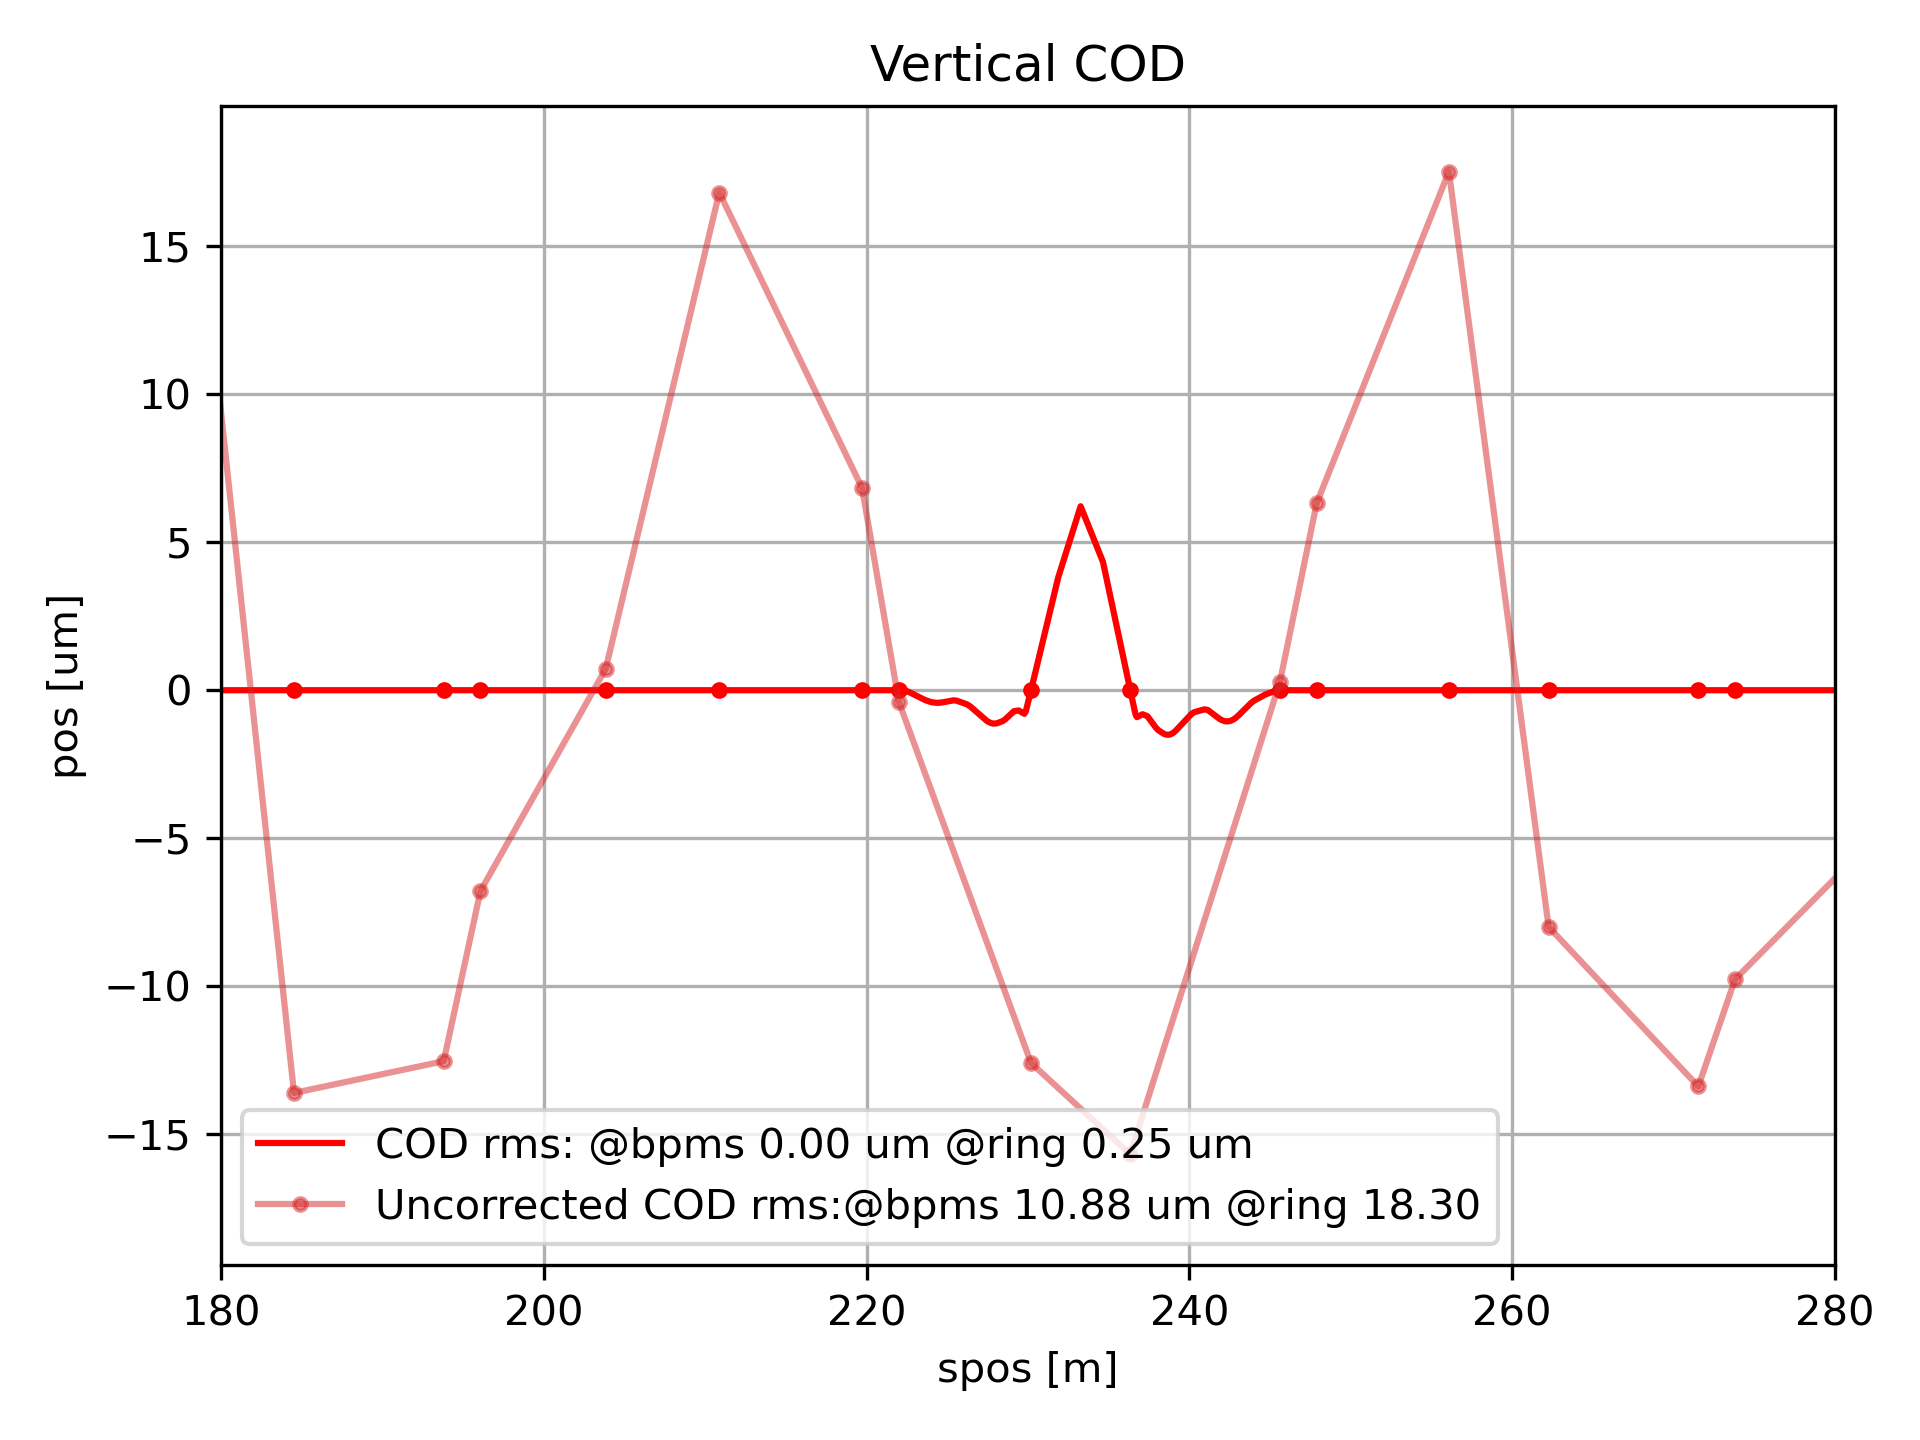 Vertical COD
pos [um]
15
10
5
0
−5
−10
−15
COD rms: @bpms 0.00 um @ring 0.25 um
Uncorrected COD rms:@bpms 10.88 um @ring 18.30
180 200 220 240 260 280
spos [m]